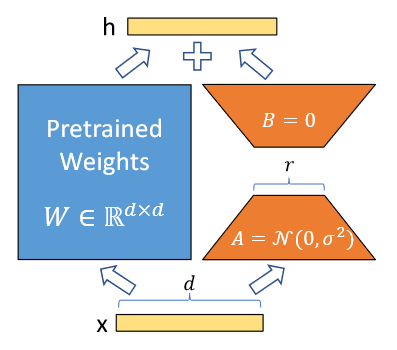 h
Pretrained
Weights
W ∈ ℝ^{d×d}
B = 0
r
A = 𝒩(0, σ²)
d
x